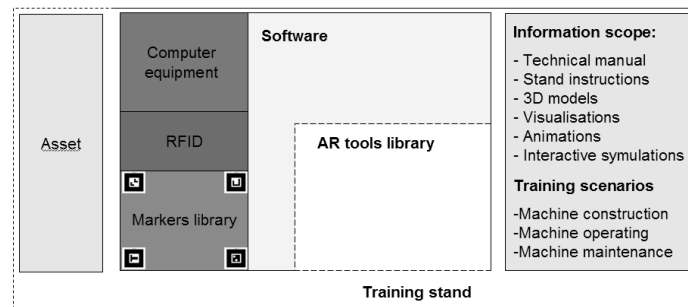 Asset
Computer
equipment
RFID
Markers library
Software
AR tools library
Information scope:
- Technical manual
- Stand instructions
- 3D models
- Visualisations
- Animations
- Interactive symulations
Training scenarios
-Machine construction
-Machine operating
-Machine maintenance
Training stand